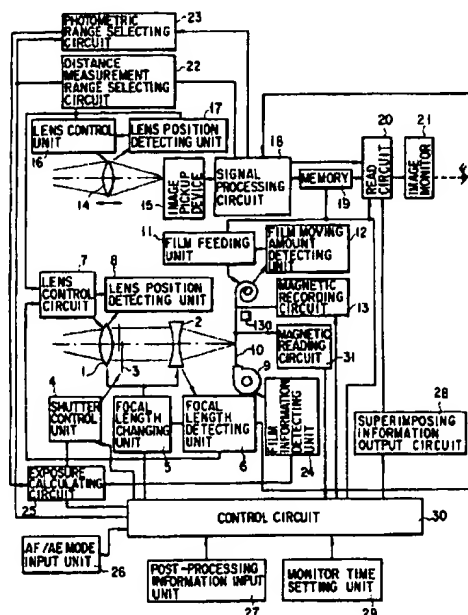 PHOTOMETRIC
RANGE SELECTING
CIRCUIT
23
DISTANCE
MEASUREMENT
RANGE SELECTING
CIRCUIT
22
LENS CONTROL
UNIT
16
LENS POSITION
DETECTING UNIT
17
14
IMAGE PICKUP
DEVICE
15
SIGNAL
PROCESSING
CIRCUIT
18
MEMORY
19
READ
CIRCUIT
20
IMAGE
MONITOR
21
FILM FEEDING
UNIT
11
FILM MOVING
AMOUNT
DETECTING
UNIT
12
LENS
CONTROL
CIRCUIT
7
LENS POSITION
DETECTING UNIT
8
MAGNETIC
RECORDING
CIRCUIT
13
130
MAGNETIC
READING
CIRCUIT
31
1
3
2
10
9
SHUTTER
CONTROL
UNIT
4
FOCAL
LENGTH
CHANGING
UNIT
5
FOCAL
LENGTH
DETECTING
UNIT
6
FILM
INFORMATION
DETECTING
UNIT
24
SUPERIMPOSING
INFORMATION
OUTPUT CIRCUIT
28
EXPOSURE
CALCULATING
CIRCUIT
25
CONTROL CIRCUIT
30
AF/AE MODE
INPUT UNIT
26
POST-PROCESSING
INFORMATION INPUT
UNIT
27
MONITOR TIME
SETTING UNIT
29